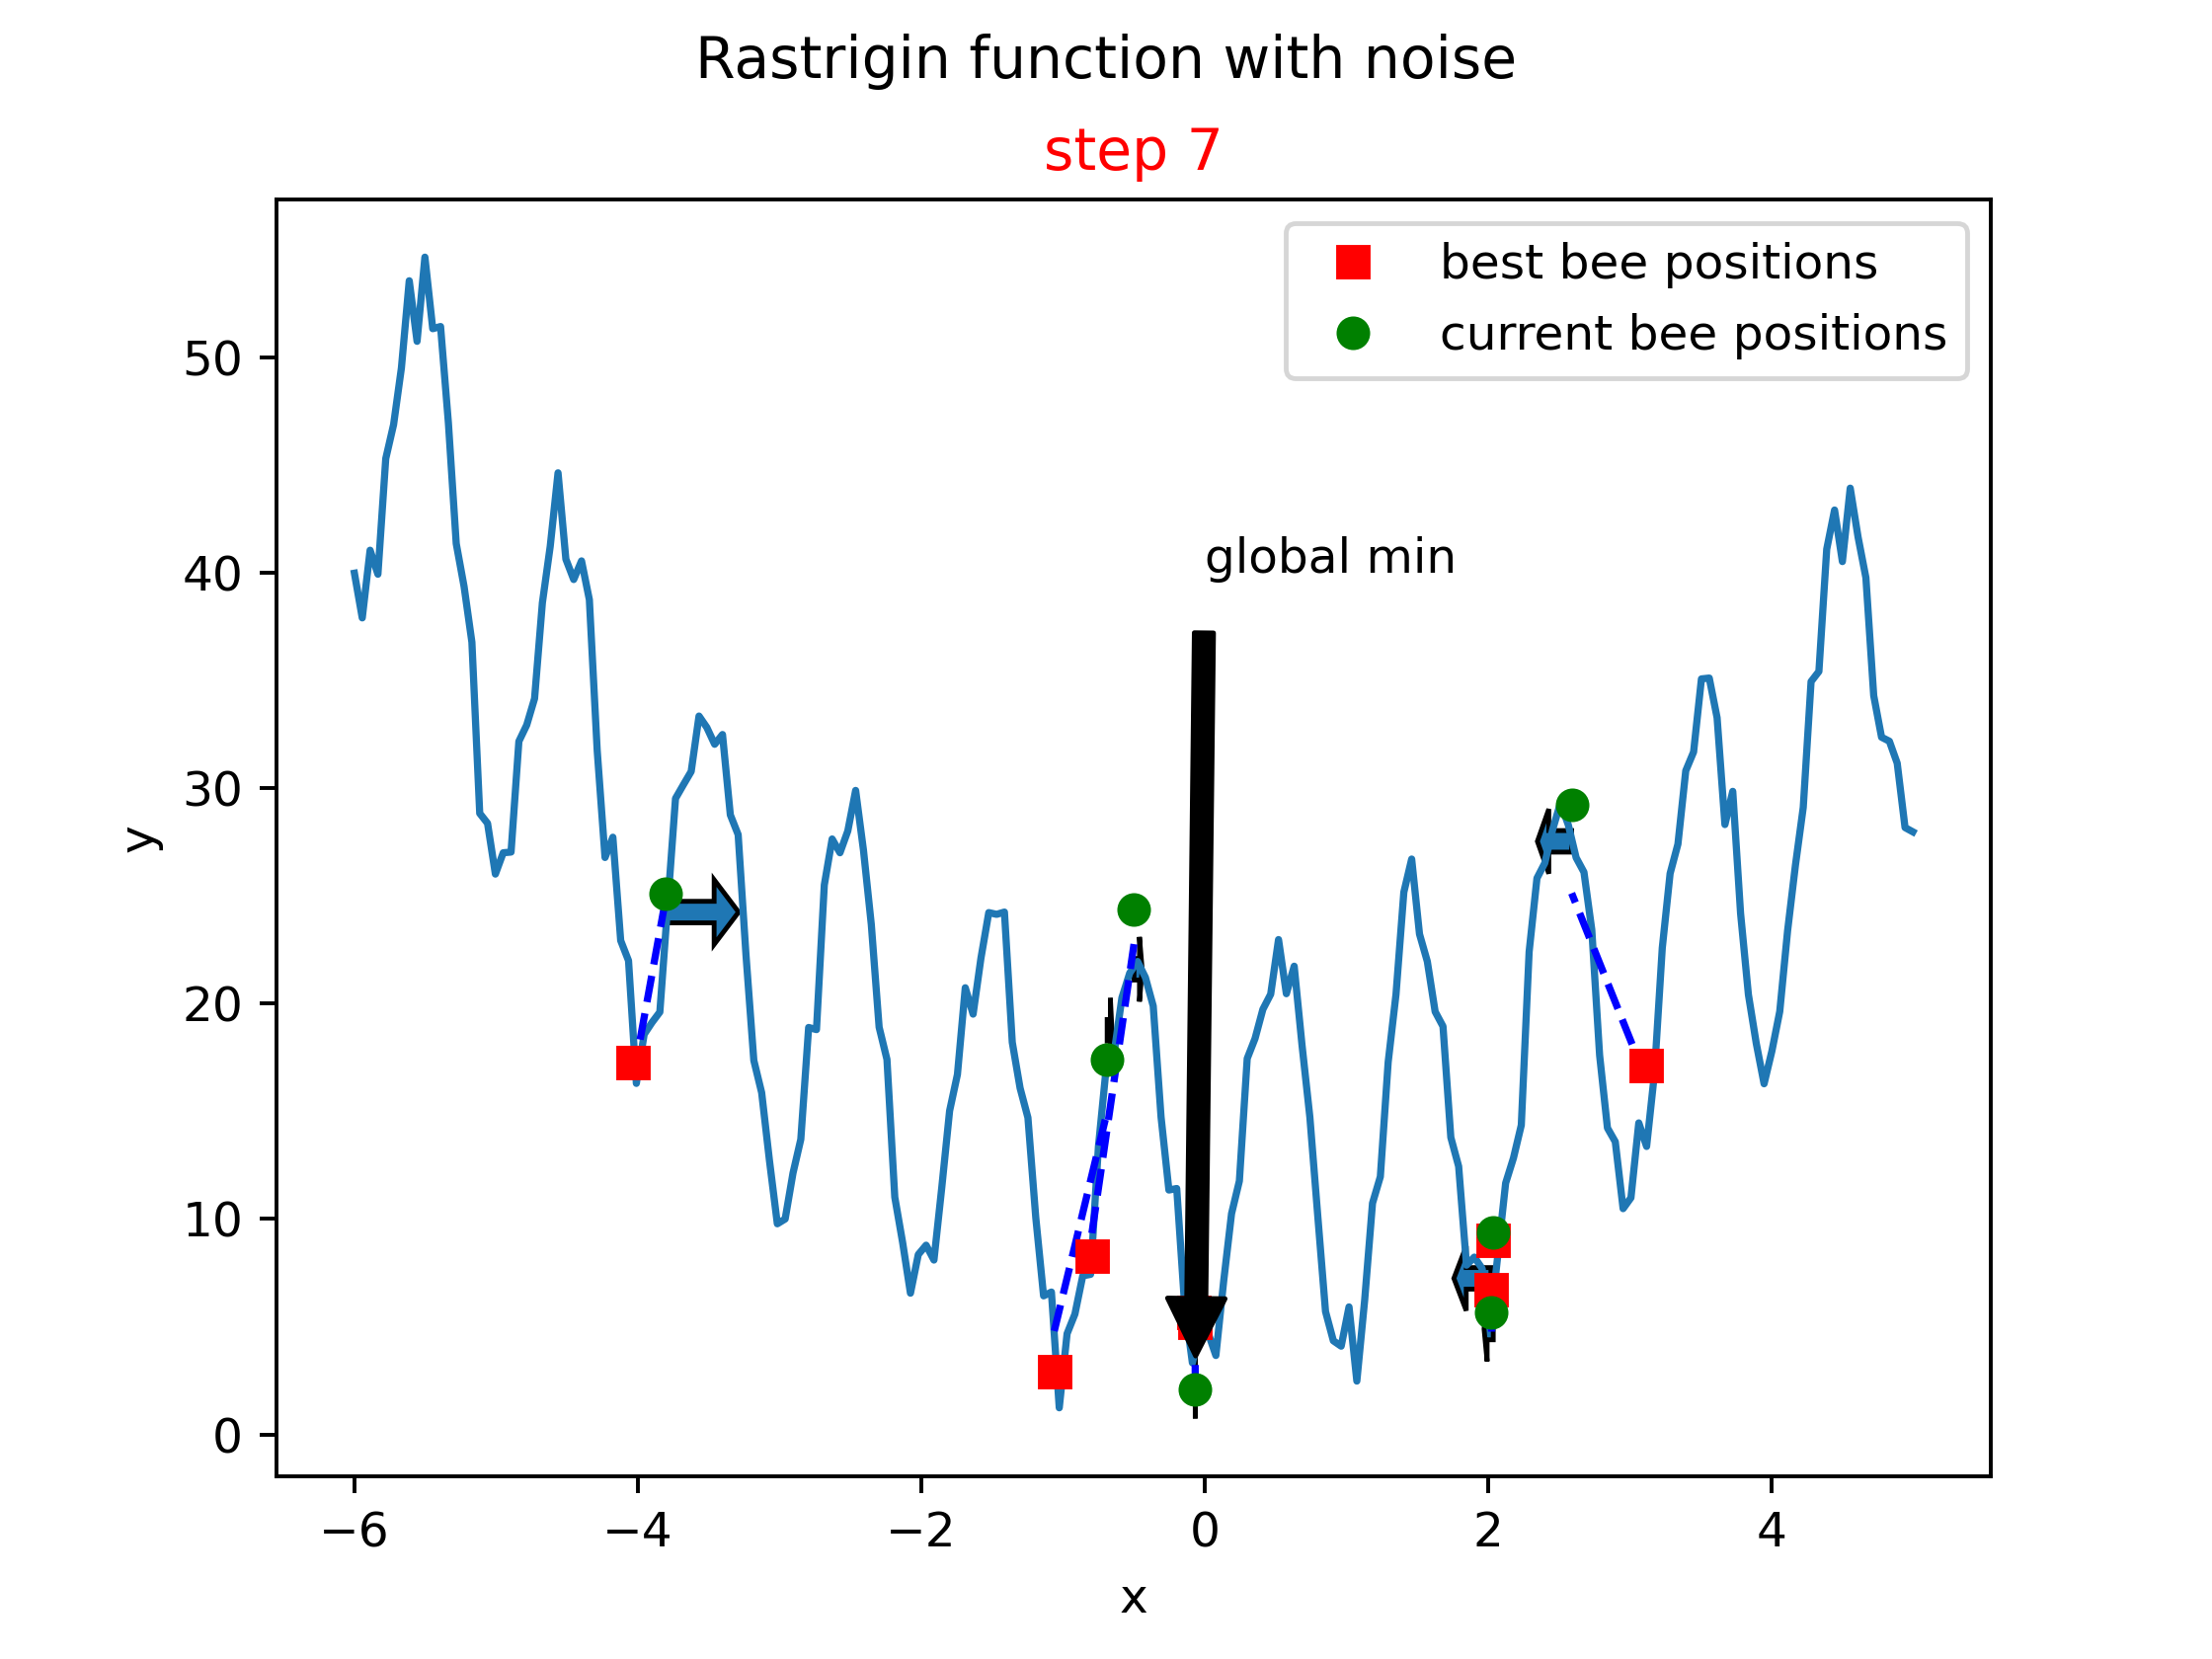 Rastrigin function with noise
step 7
best bee positions
current bee positions
global min
50
40
30
20
10
0
y
−6 −4 −2 0 2 4
x